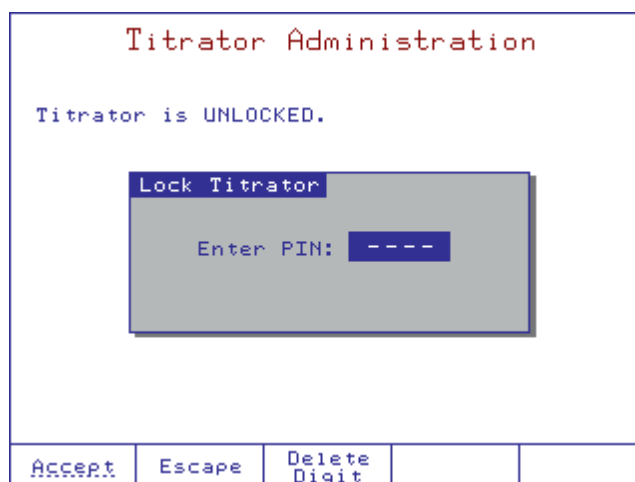 Titrator Administration
Titrator is UNLOCKED.
Lock Titrator
Enter PIN: ----
Accept
Escape
Delete
Digit